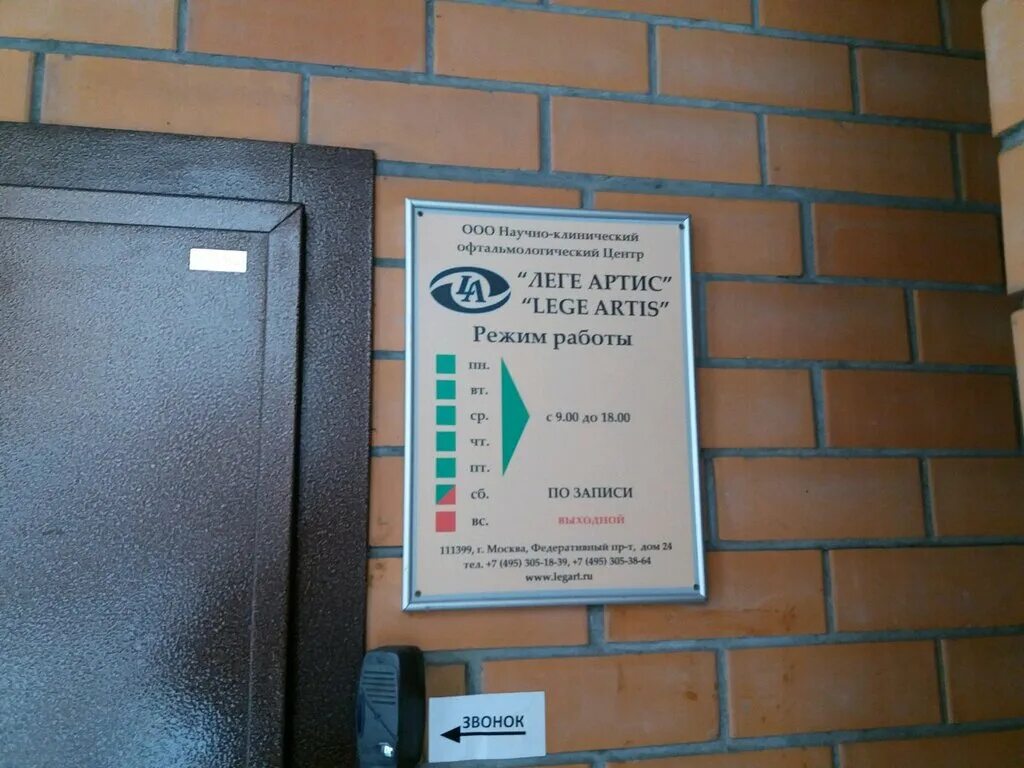 ООО Научно-клинический
офтальмологический Центр
LA
"ЛЕГЕ АРТИС"
"LEGE ARTIS"
Режим работы
пн.
вт.
ср.
с 9.00 до 18.00
чт.
пт.
сб. ПО ЗАПИСИ
вс. ВЫХОДНОЙ
111399, г. Москва, Федеративный пр-т, дом 24
тел. +7 (495) 305-18-39, +7 (495) 305-38-64
www.legart.ru
ЗВОНОК